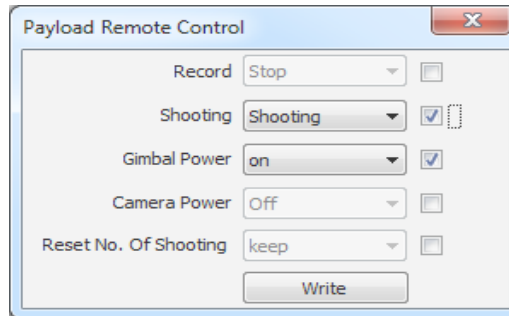 Payload Remote Control
Record Stop
Shooting Shooting
Gimbal Power on
Camera Power Off
Reset No. Of Shooting keep
Write